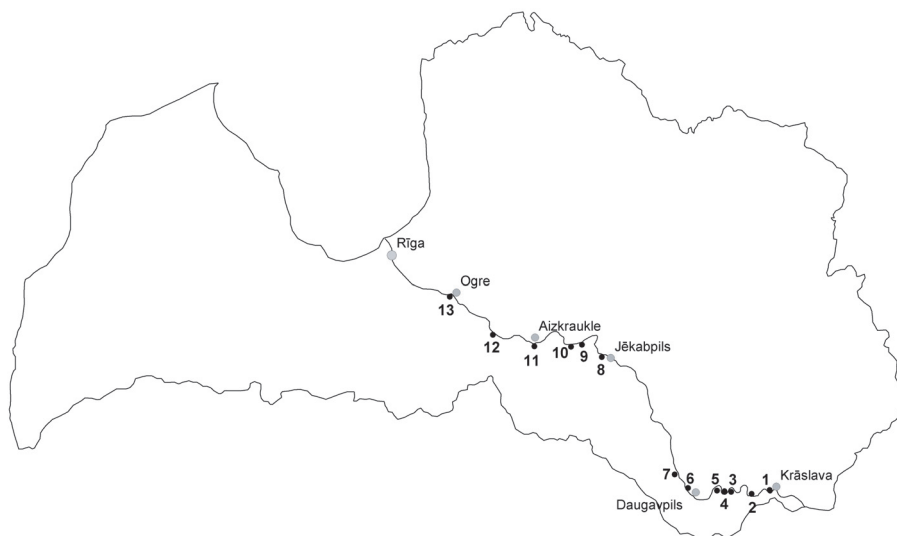 Rīga
Ogre
13
Aizkraukle
12
11
10
9
Jēkabpils
8
7
6
5
3
1
Krāslava
Daugavpils
4
2